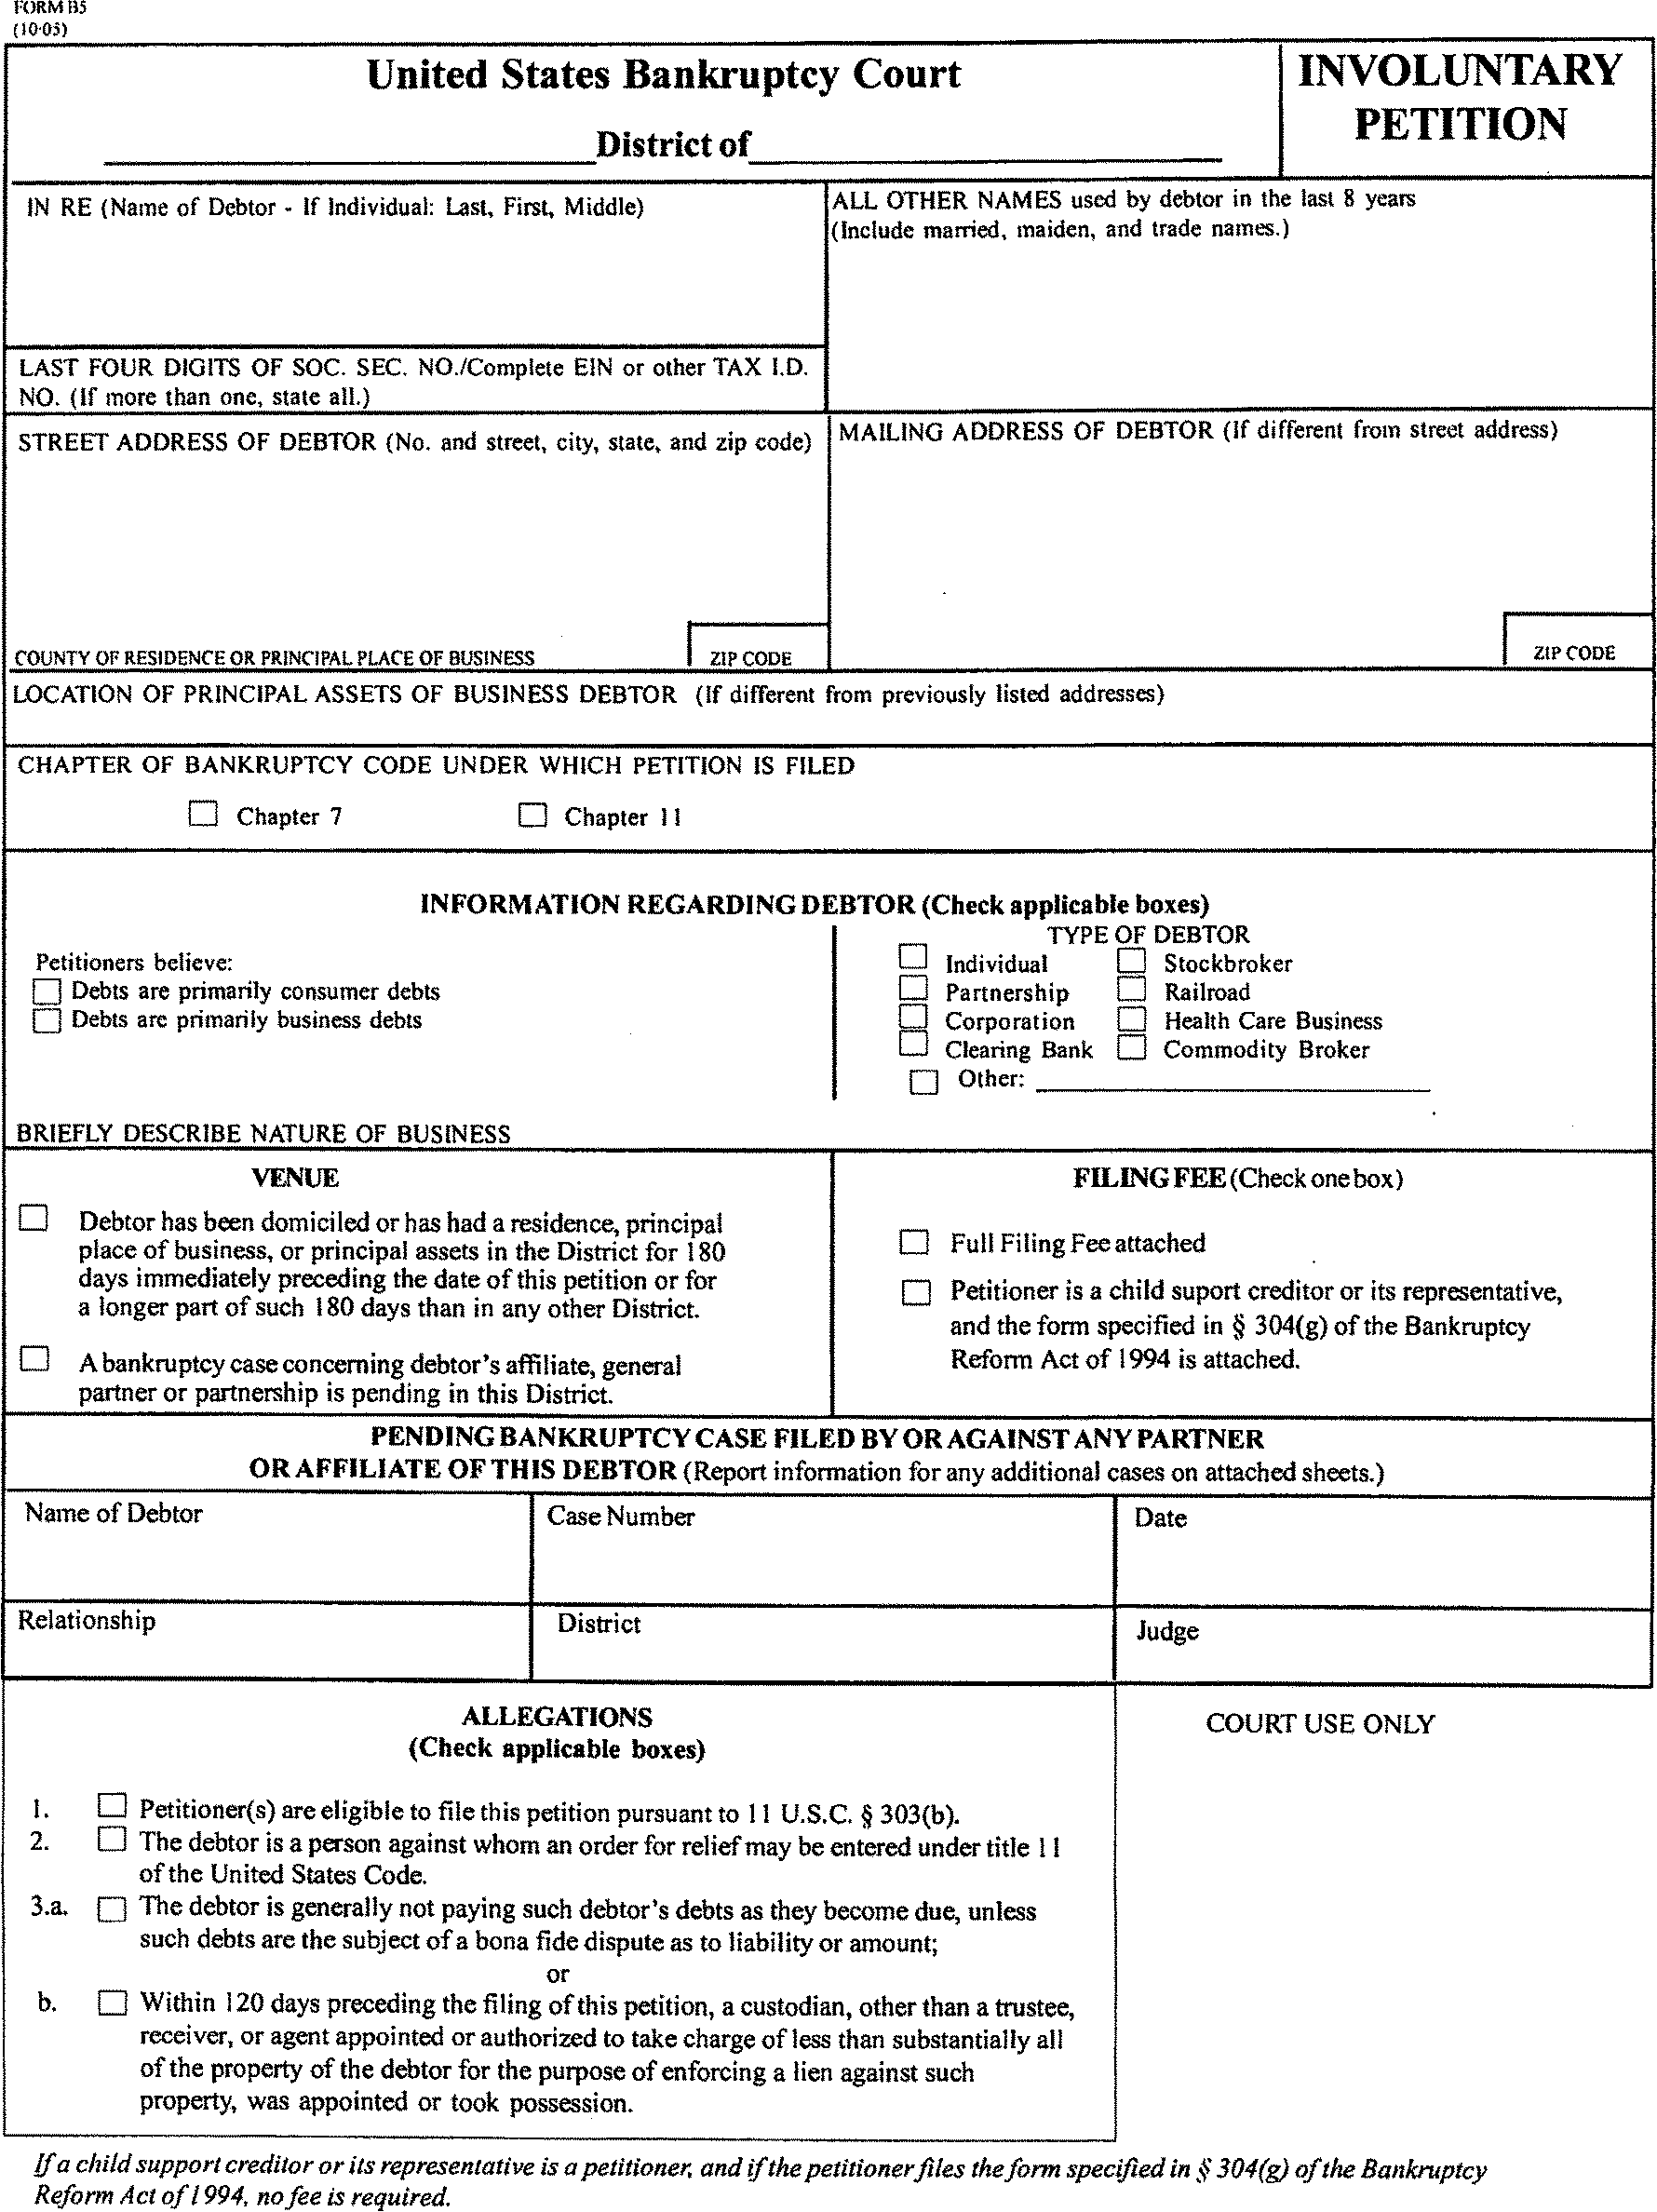 FORM B5
(10-05)
United States Bankruptcy Court
District of
INVOLUNTARY
PETITION
IN RE (Name of Debtor - If Individual: Last, First, Middle)
ALL OTHER NAMES used by debtor in the last 8 years
(Include married, maiden, and trade names.)
LAST FOUR DIGITS OF SOC. SEC. NO./Complete EIN or other TAX I.D.
NO. (If more than one, state all.)
STREET ADDRESS OF DEBTOR (No. and street, city, state, and zip code)
MAILING ADDRESS OF DEBTOR (If different from street address)
COUNTY OF RESIDENCE OR PRINCIPAL PLACE OF BUSINESS
ZIP CODE
ZIP CODE
LOCATION OF PRINCIPAL ASSETS OF BUSINESS DEBTOR (If different from previously listed addresses)
CHAPTER OF BANKRUPTCY CODE UNDER WHICH PETITION IS FILED
Chapter 7 Chapter 11
INFORMATION REGARDING DEBTOR (Check applicable boxes)
Petitioners believe:
Debts are primarily consumer debts
Debts are primarily business debts
TYPE OF DEBTOR
Individual Stockbroker
Partnership Railroad
Corporation Health Care Business
Clearing Bank Commodity Broker
Other:
BRIEFLY DESCRIBE NATURE OF BUSINESS
VENUE
Debtor has been domiciled or has had a residence, principal
place of business, or principal assets in the District for 180
days immediately preceding the date of this petition or for
a longer part of such 180 days than in any other District.
A bankruptcy case concerning debtor's affiliate, general
partner or partnership is pending in this District.
FILING FEE (Check one box)
Full Filing Fee attached
Petitioner is a child suport creditor or its representative,
and the form specified in § 304(g) of the Bankruptcy
Reform Act of 1994 is attached.
PENDING BANKRUPTCY CASE FILED BY OR AGAINST ANY PARTNER
OR AFFILIATE OF THIS DEBTOR (Report information for any additional cases on attached sheets.)
Name of Debtor
Case Number
Date
Relationship
District
Judge
ALLEGATIONS
(Check applicable boxes)
COURT USE ONLY
1. Petitioner(s) are eligible to file this petition pursuant to 11 U.S.C. § 303(b).
2. The debtor is a person against whom an order for relief may be entered under title 11
of the United States Code.
3.a. The debtor is generally not paying such debtor's debts as they become due, unless
such debts are the subject of a bona fide dispute as to liability or amount;
or
b. Within 120 days preceding the filing of this petition, a custodian, other than a trustee,
receiver, or agent appointed or authorized to take charge of less than substantially all
of the property of the debtor for the purpose of enforcing a lien against such
property, was appointed or took possession.
If a child support creditor or its representative is a petitioner, and if the petitioner files the form specified in § 304(g) of the Bankruptcy
Reform Act of 1994, no fee is required.